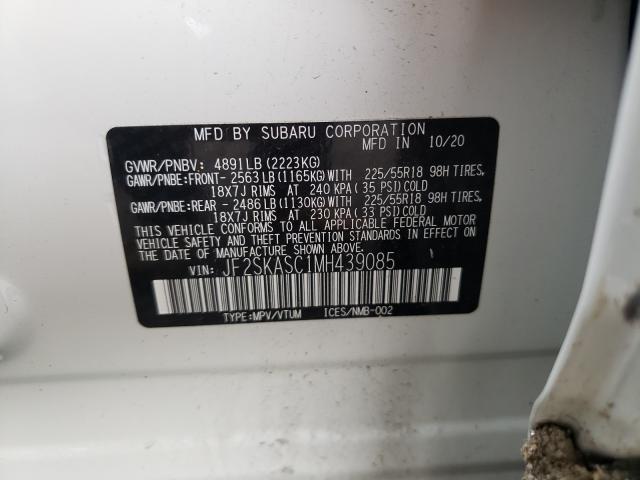 MFD BY SUBARU CORPORATION
MFD IN 10/20
GVWR/PNBV: 4891LB (2223KG)
GAWR/PNBE:FRONT- 2563LB(1165KG)WITH 225/55R18 98H TIRES,
18X7J RIMS AT 240 KPA(35 PSI)COLD
GAWR/PNBE:REAR - 2486LB(1130KG)WITH 225/55R18 98H TIRES,
18X7J RIMS AT 230 KPA(33 PSI)COLD
THIS VEHICLE CONFORMS TO ALL APPLICABLE FEDERAL MOTOR
VEHICLE SAFETY AND THEFT PREVENTION STANDARDS IN EFFECT ON
THE DATE OF MANUFACTURE SHOWN ABOVE.
VIN: JF2SKASC1MH439085
TYPE:MPV/VTUM ICES/NMB-002